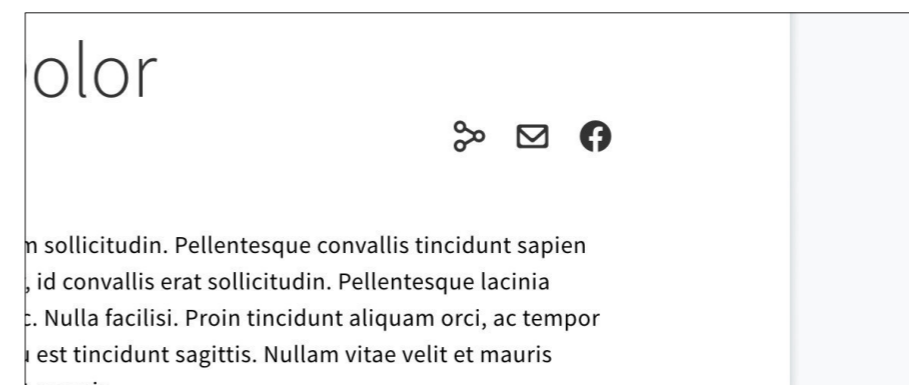 olor
sollicitudin. Pellentesque convallis tincidunt sapien
, id convallis erat sollicitudin. Pellentesque lacinia
. Nulla facilisi. Proin tincidunt aliquam orci, ac tempor
est tincidunt sagittis. Nullam vitae velit et mauris